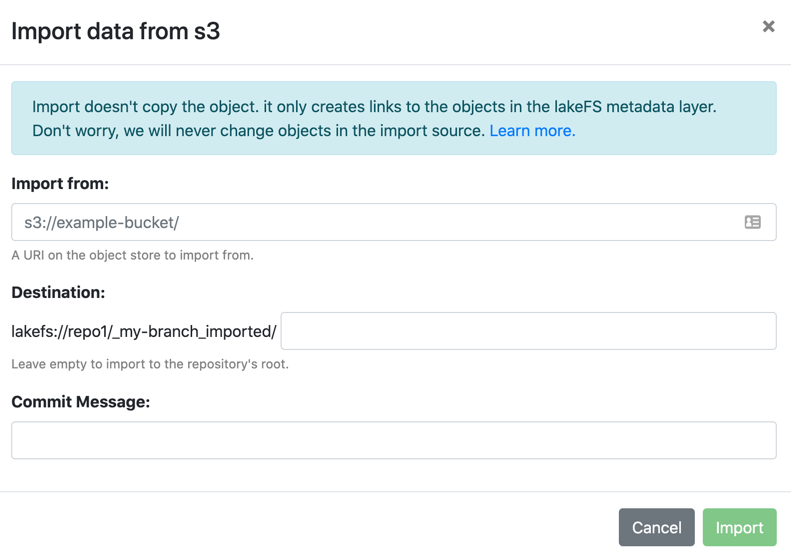 Import data from s3
×
Import doesn't copy the object. it only creates links to the objects in the lakeFS metadata layer.
Don't worry, we will never change objects in the import source. Learn more.
Import from:
s3://example-bucket/
A URI on the object store to import from.
Destination:
lakefs://repo1/_my-branch_imported/
Leave empty to import to the repository's root.
Commit Message:
Cancel Import